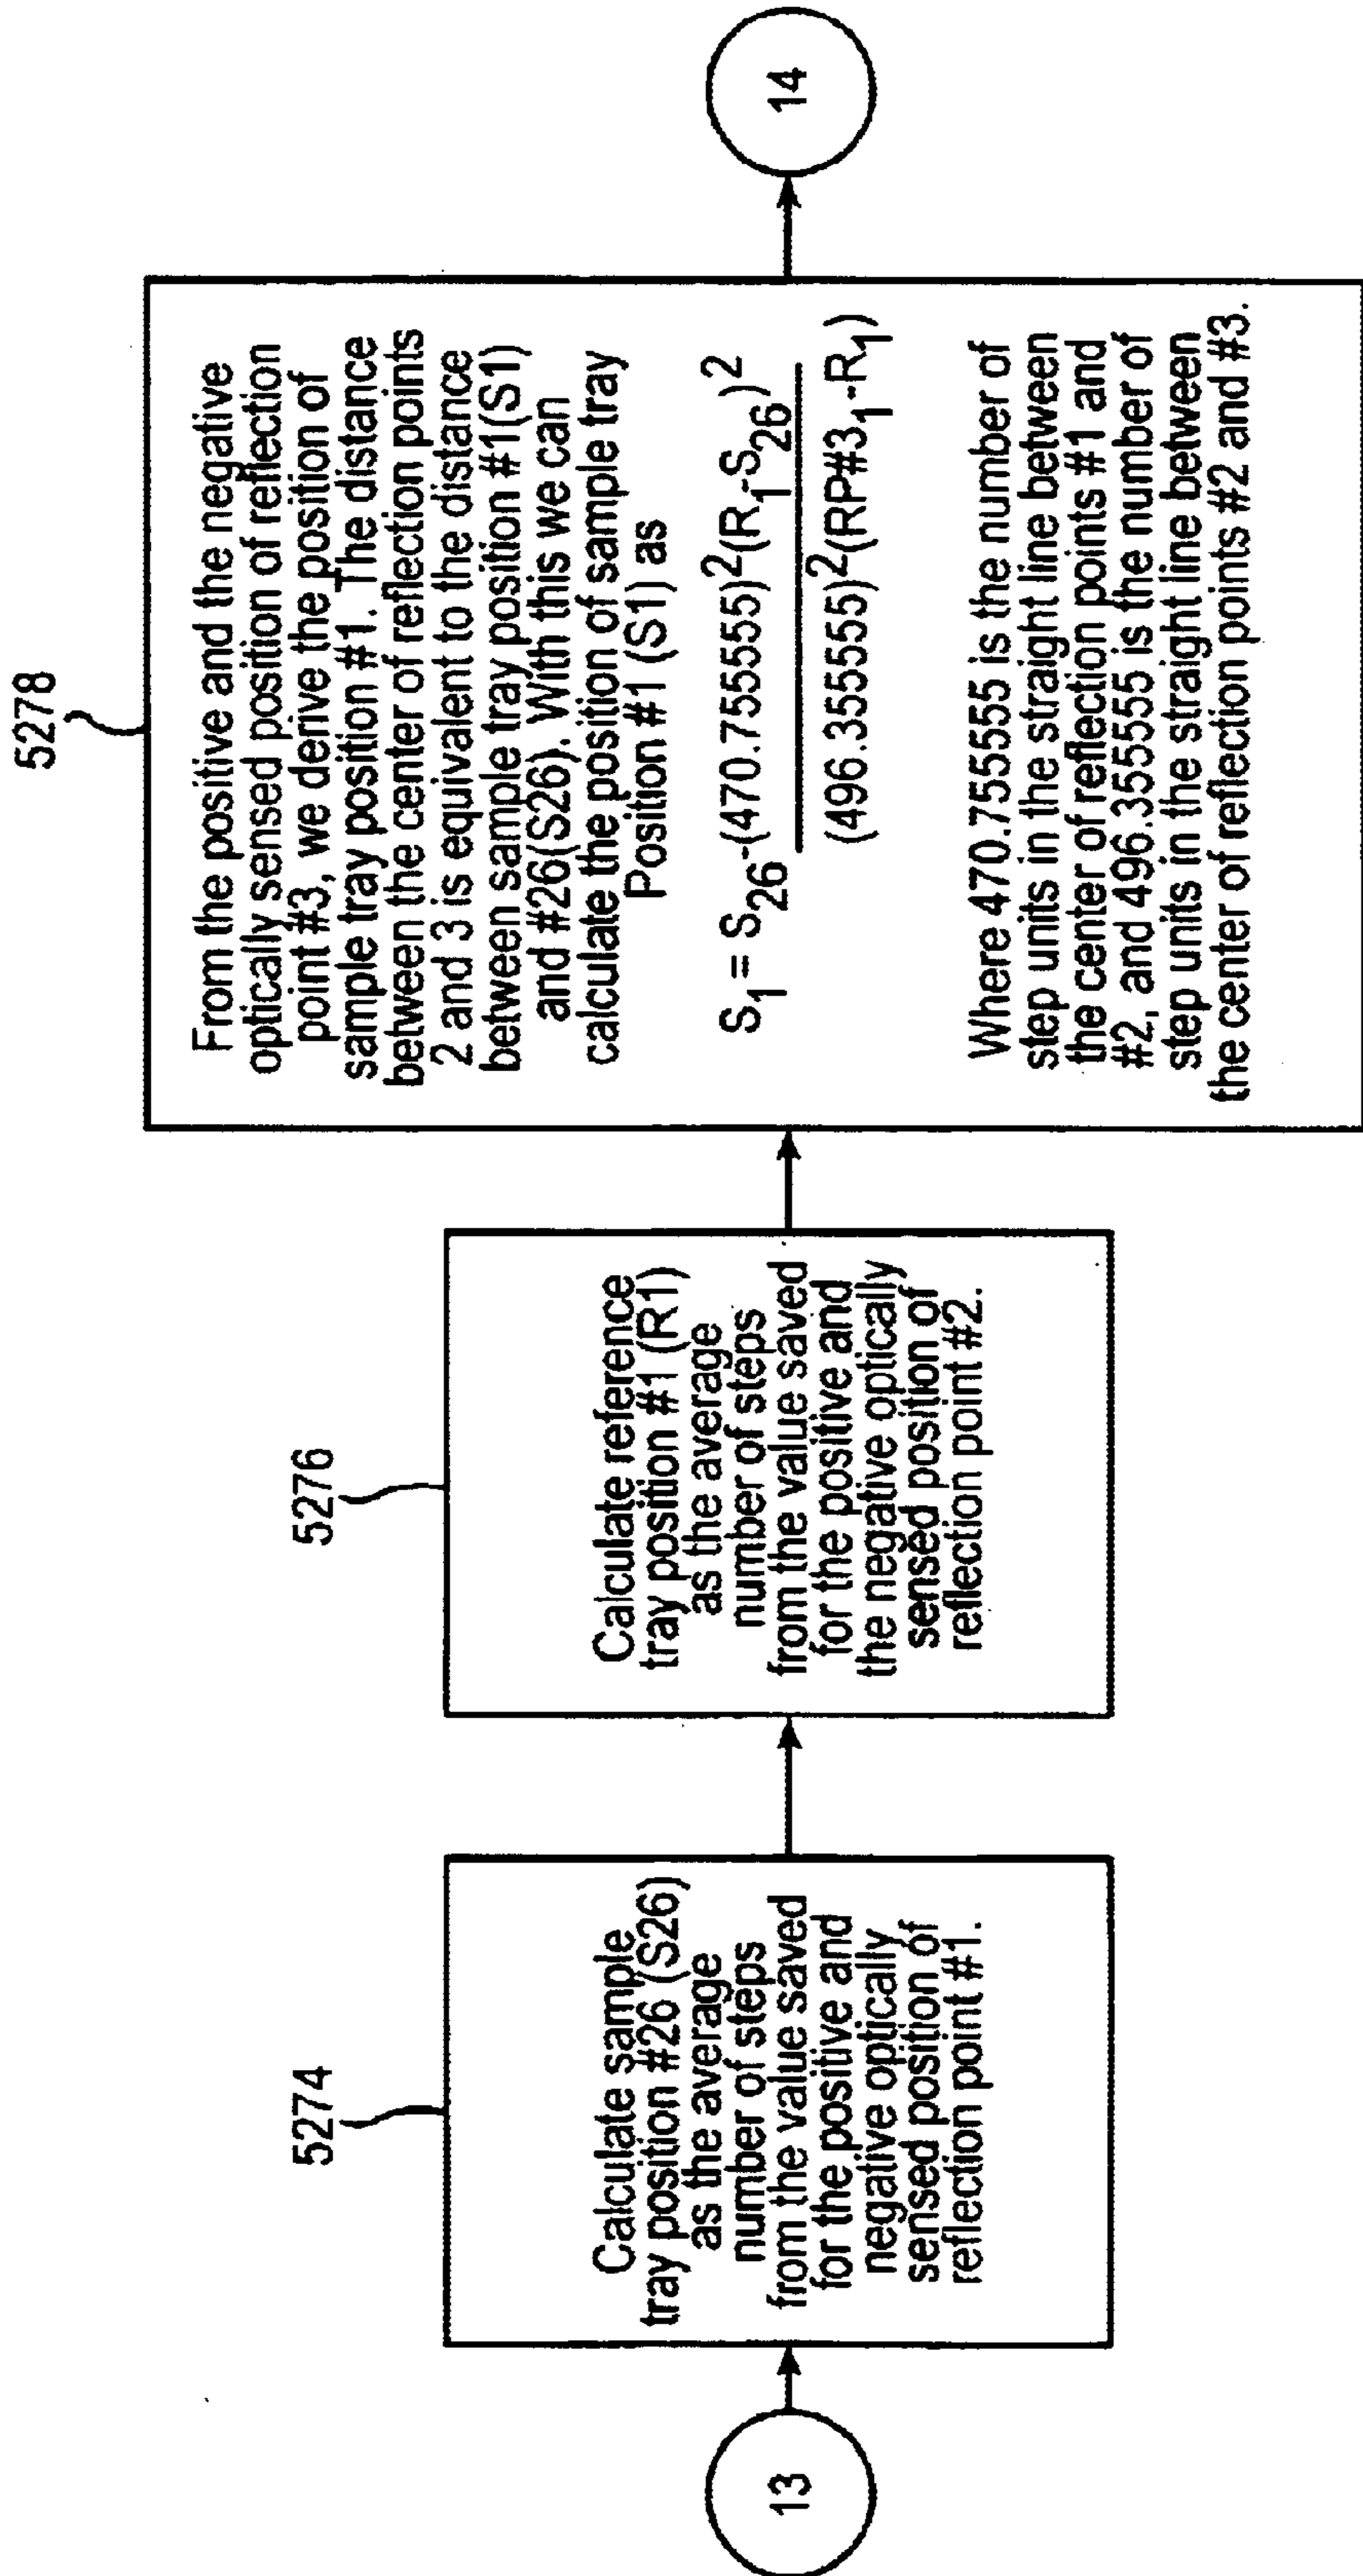 13
5274
Calculate sample
tray position #26 (S26)
as the average
number of steps
from the value saved
for the positive and
negative optically
sensed position of
reflection point #1.
5276
Calculate reference
tray position #1 (R1)
as the average
number of steps
from the value saved
for the positive and
the negative optically
sensed position of
reflection point #2.
5278
From the positive and the negative
optically sensed position of reflection
point #3, we derive the position of
sample tray position #1. The distance
between the center of reflection points
2 and 3 is equivalent to the distance
between sample tray position #1(S1)
and #26(S26). With this we can
calculate the position of sample tray
Position #1 (S1) as
S1 = S26-(470.755555)2(R1-S26)2
(496.355555)2(RP#31-R1)
Where 470.755555 is the number of
step units in the straight line between
the center of reflection points #1 and
#2, and 496.355555 is the number of
step units in the straight line between
the center of reflection points #2 and #3.
14